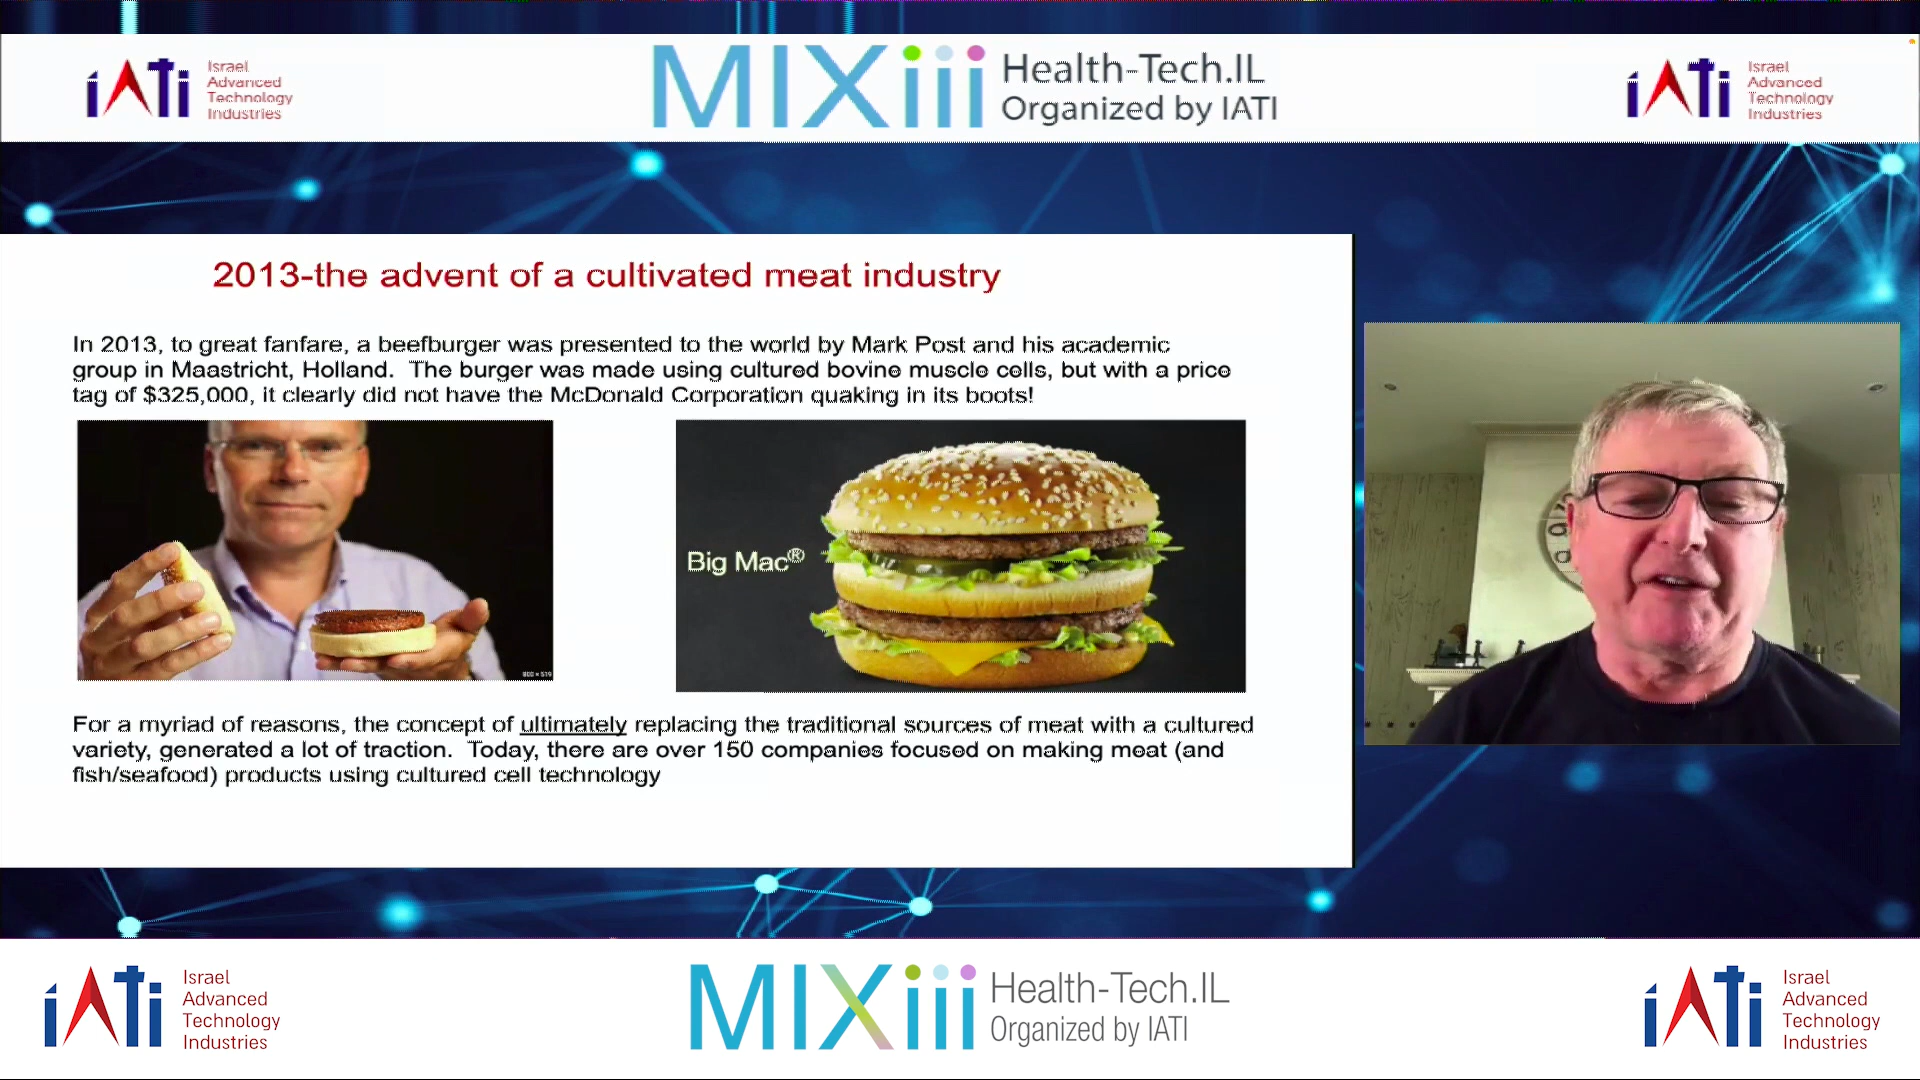 iATi
Israel
Advanced
Technology
Industries
MIXiii
Health-Tech.IL
Organized by IATI
iATi
Israel
Advanced
Technology
Industries
2013-the advent of a cultivated meat industry
In 2013, to great fanfare, a beefburger was presented to the world by Mark Post and his academic
group in Maastricht, Holland. The burger was made using cultured bovine muscle cells, but with a price
tag of $325,000, it clearly did not have the McDonald Corporation quaking in its boots!
Big Mac®
For a myriad of reasons, the concept of ultimately replacing the traditional sources of meat with a cultured
variety, generated a lot of traction. Today, there are over 150 companies focused on making meat (and
fish/seafood) products using cultured cell technology
iATi
Israel
Advanced
Technology
Industries
MIXiii
Health-Tech.IL
Organized by IATI
iATi
Israel
Advanced
Technology
Industries